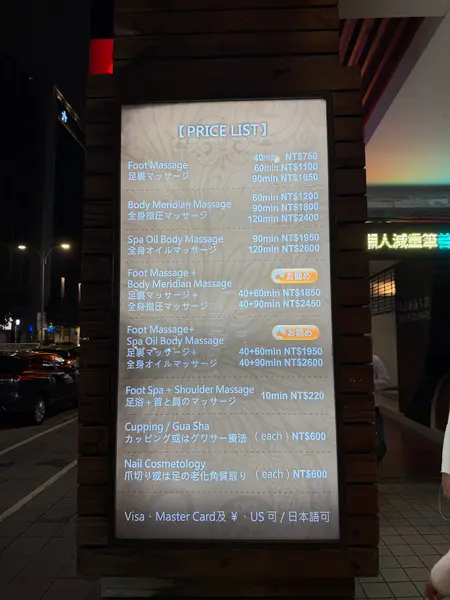 【PRICE LIST】
Foot Massage 40min NT$750
足裏マッサージ 60min NT$1100
90min NT$1650
Body Meridian Massage 60min NT$1200
全身指圧マッサージ 90min NT$1800
120min NT$2400
Spa Oil Body Massage 90min NT$1950
全身オイルマッサージ 120min NT$2600
Foot Massage + お薦め
Body Meridian Massage
足裏マッサージ+ 40+60min NT$1850
全身指圧マッサージ 40+90min NT$2450
Foot Massage+ お薦め
Spa Oil Body Massage
足裏マッサージ+ 40+60min NT$1950
全身オイルマッサージ 40+90min NT$2600
Foot Spa + Shoulder Massage 10min NT$220
足浴+首と肩のマッサージ
Cupping / Gua Sha
カッピング或はグワサー療法 (each) NT$600
Nail Cosmetology
爪切り或は足の老化角質取り (each) NT$600
Visa、Master Card及 ¥、US 可 / 日本語可
人減重筆